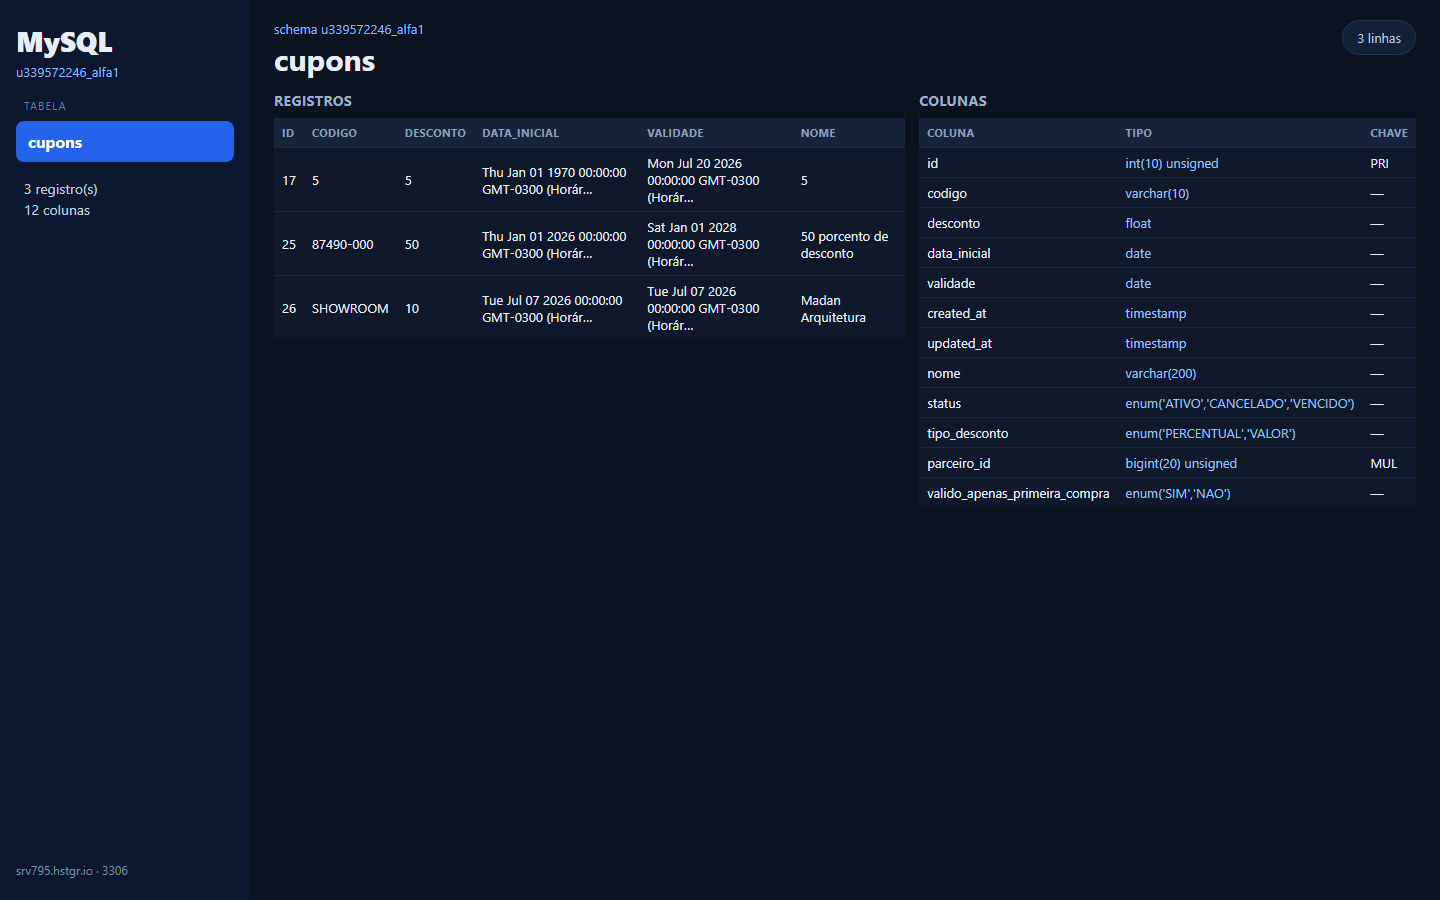 MySQL
u339572246_alfa1
TABELA
cupons
3 registro(s)
12 colunas
srv795.hstgr.io · 3306
schema u339572246_alfa1
cupons
3 linhas
REGISTROS
ID CODIGO DESCONTO DATA_INICIAL VALIDADE NOME
17 5 5 Thu Jan 01 1970 00:00:00 GMT-0300 (Horár... Mon Jul 20 2026 00:00:00 GMT-0300 (Horár... 5
25 87490-000 50 Thu Jan 01 2026 00:00:00 GMT-0300 (Horár... Sat Jan 01 2028 00:00:00 GMT-0300 (Horár... 50 porcento de desconto
26 SHOWROOM 10 Tue Jul 07 2026 00:00:00 GMT-0300 (Horár... Tue Jul 07 2026 00:00:00 GMT-0300 (Horár... Madan Arquitetura
COLUNAS
COLUNA TIPO CHAVE
id int(10) unsigned PRI
codigo varchar(10) —
desconto float —
data_inicial date —
validade date —
created_at timestamp —
updated_at timestamp —
nome varchar(200) —
status enum('ATIVO','CANCELADO','VENCIDO') —
tipo_desconto enum('PERCENTUAL','VALOR') —
parceiro_id bigint(20) unsigned MUL
valido_apenas_primeira_compra enum('SIM','NAO') —